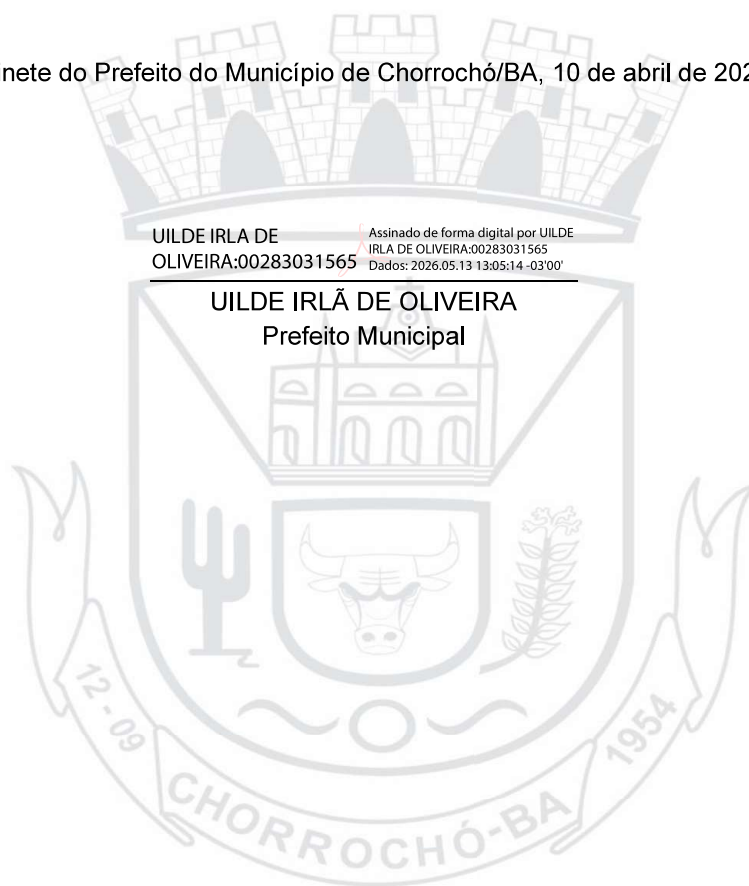 do Prefeito do Município de Chorrochó/BA, 10 de abril de
UILDE IRLA DE
OLIVEIRA:00283031565
Assinado de forma digital por UILDE
IRLA DE OLIVEIRA:00283031565
Dados: 2026.05.13 13:05:14 -03'00'
UILDE IRLÃ DE OLIVEIRA
Prefeito Municipal
12 - 09
1954
CHORROCHÓ-BA